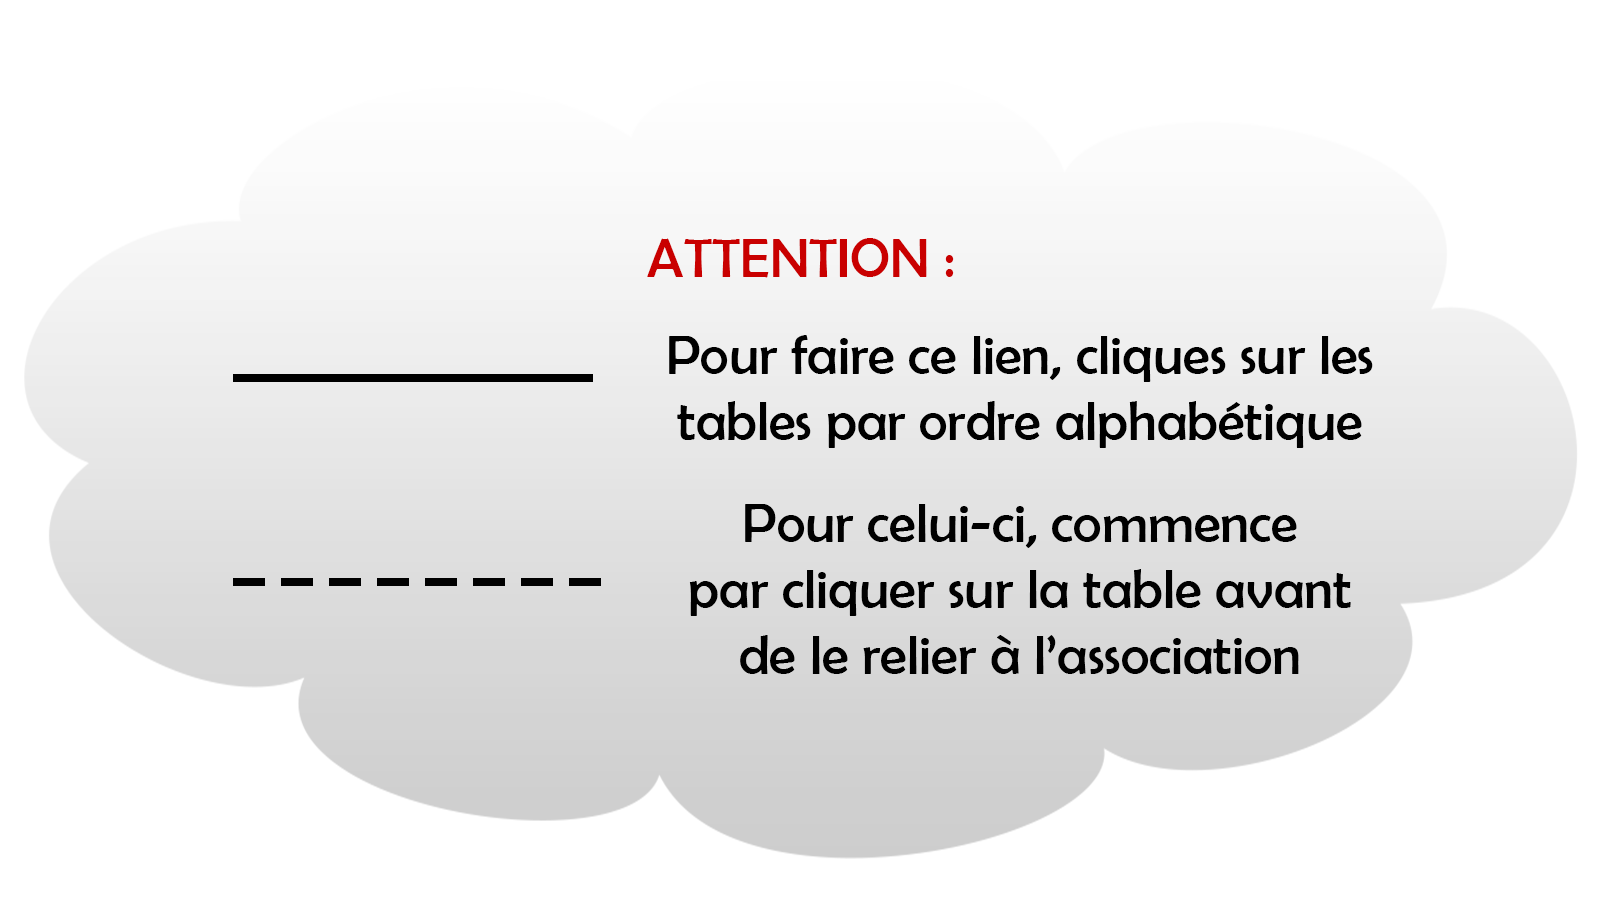 ATTENTION :
Pour faire ce lien, cliques sur les
tables par ordre alphabétique
Pour celui-ci, commence
par cliquer sur la table avant
de le relier à l’association